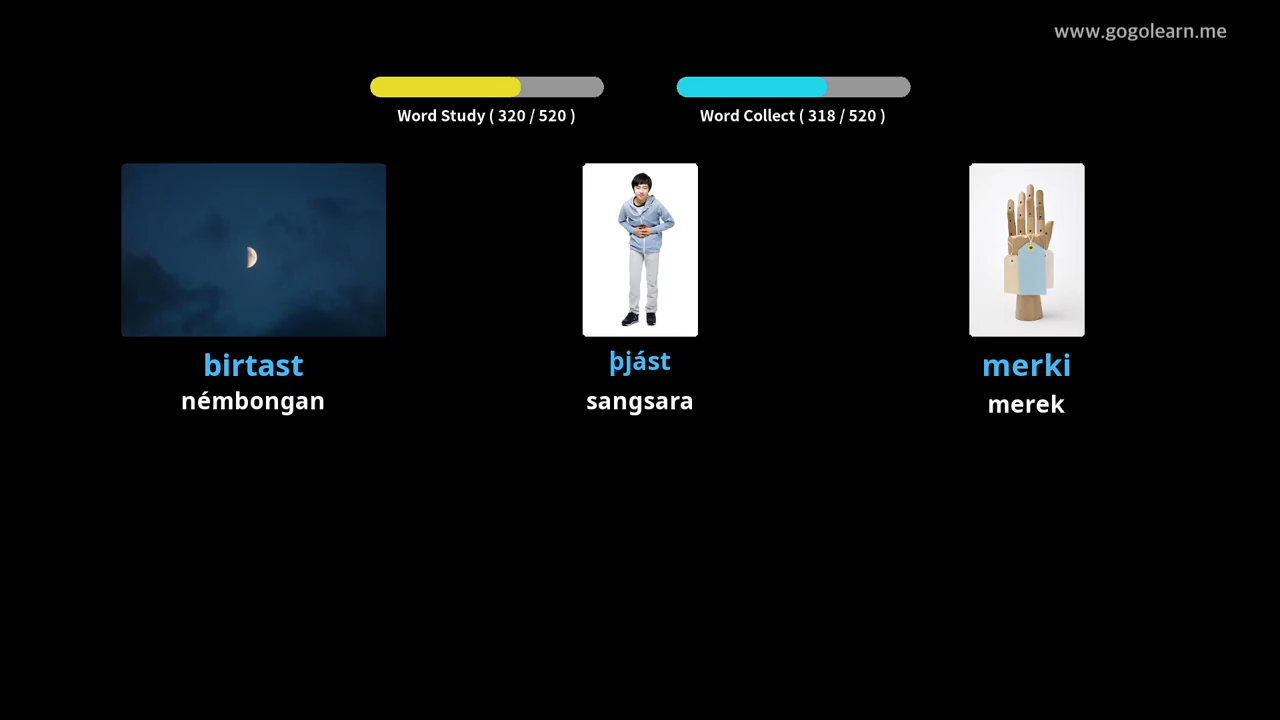 www.gogolearn.me
Word Study ( 320 / 520 )
Word Collect ( 318 / 520 )
birtast
þjást
merki
némbongan
sangsara
merek